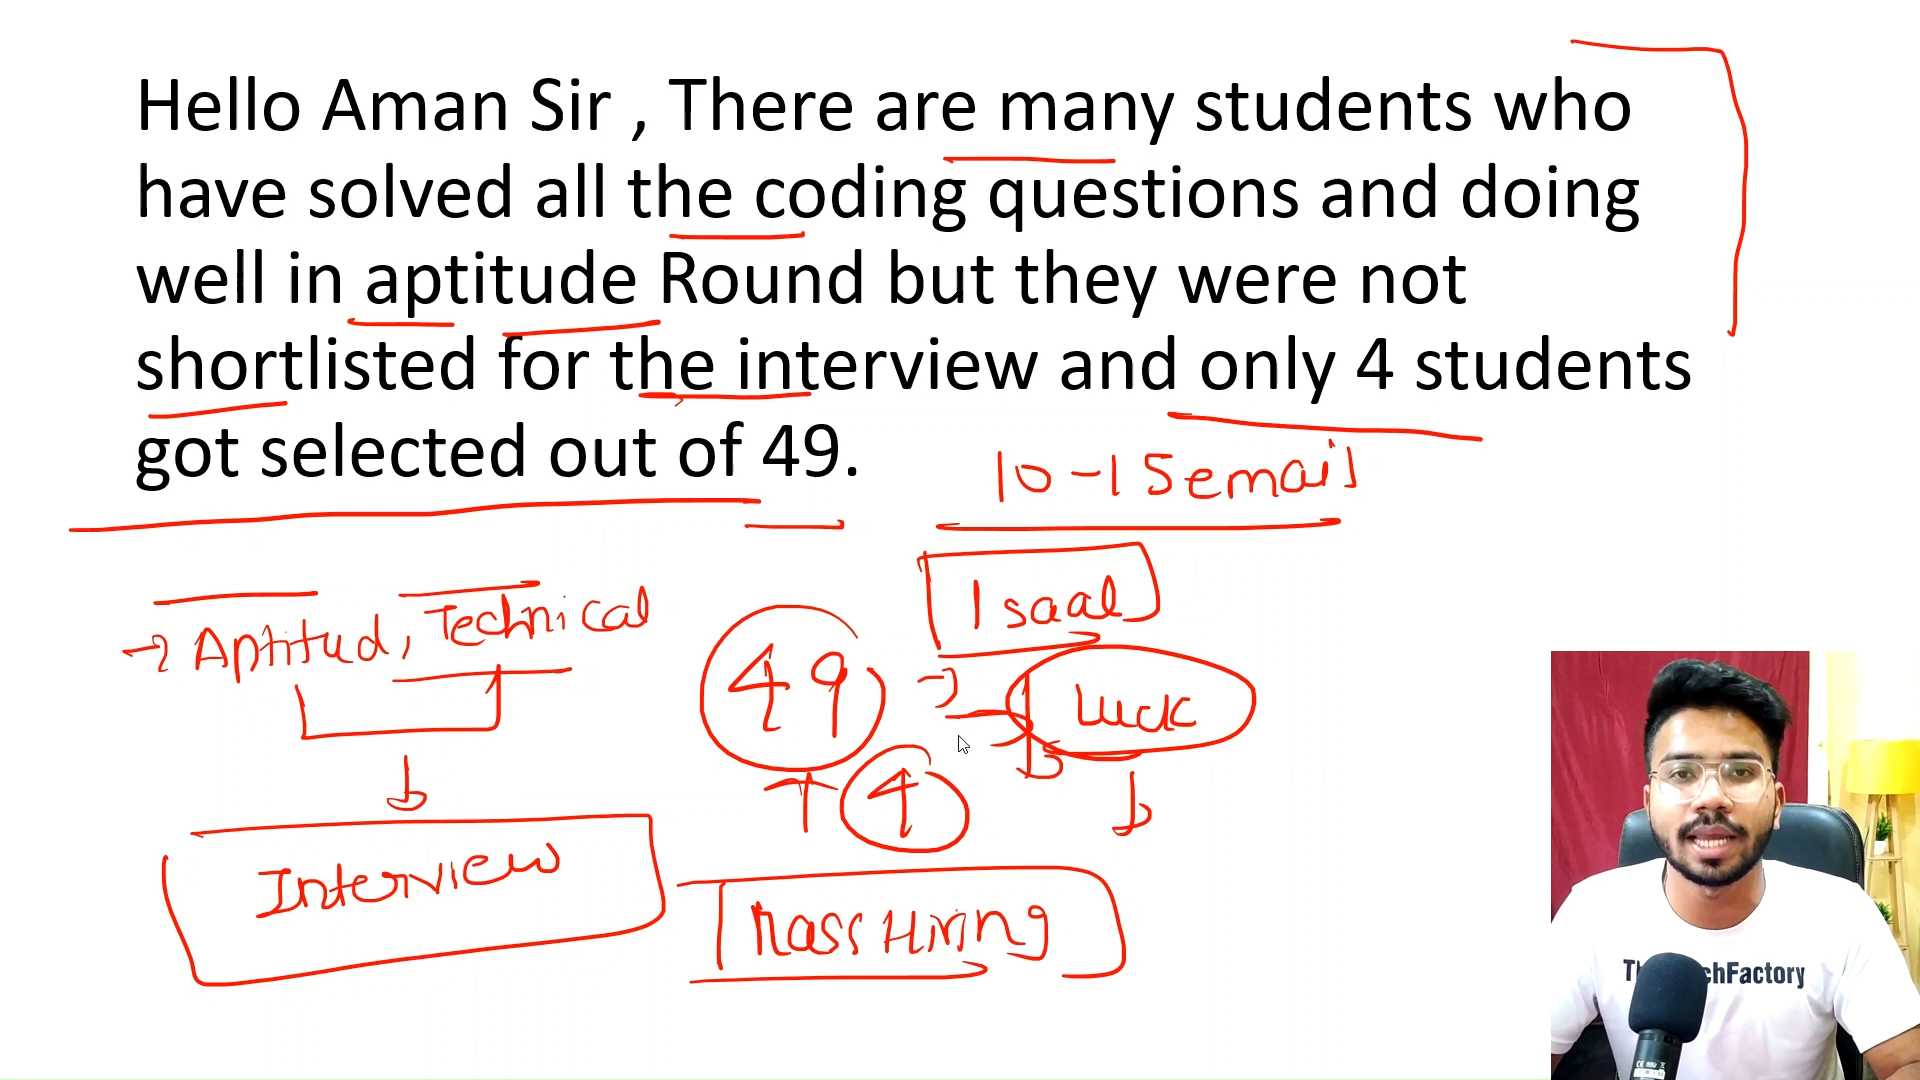 Hello Aman Sir , There are many students who
have solved all the coding questions and doing
well in aptitude Round but they were not
shortlisted for the interview and only 4 students
got selected out of 49.
10-15 email
1 saal
Aptitud, Technical
49
Luck
4
Interview
Mass Hiring
chFactory